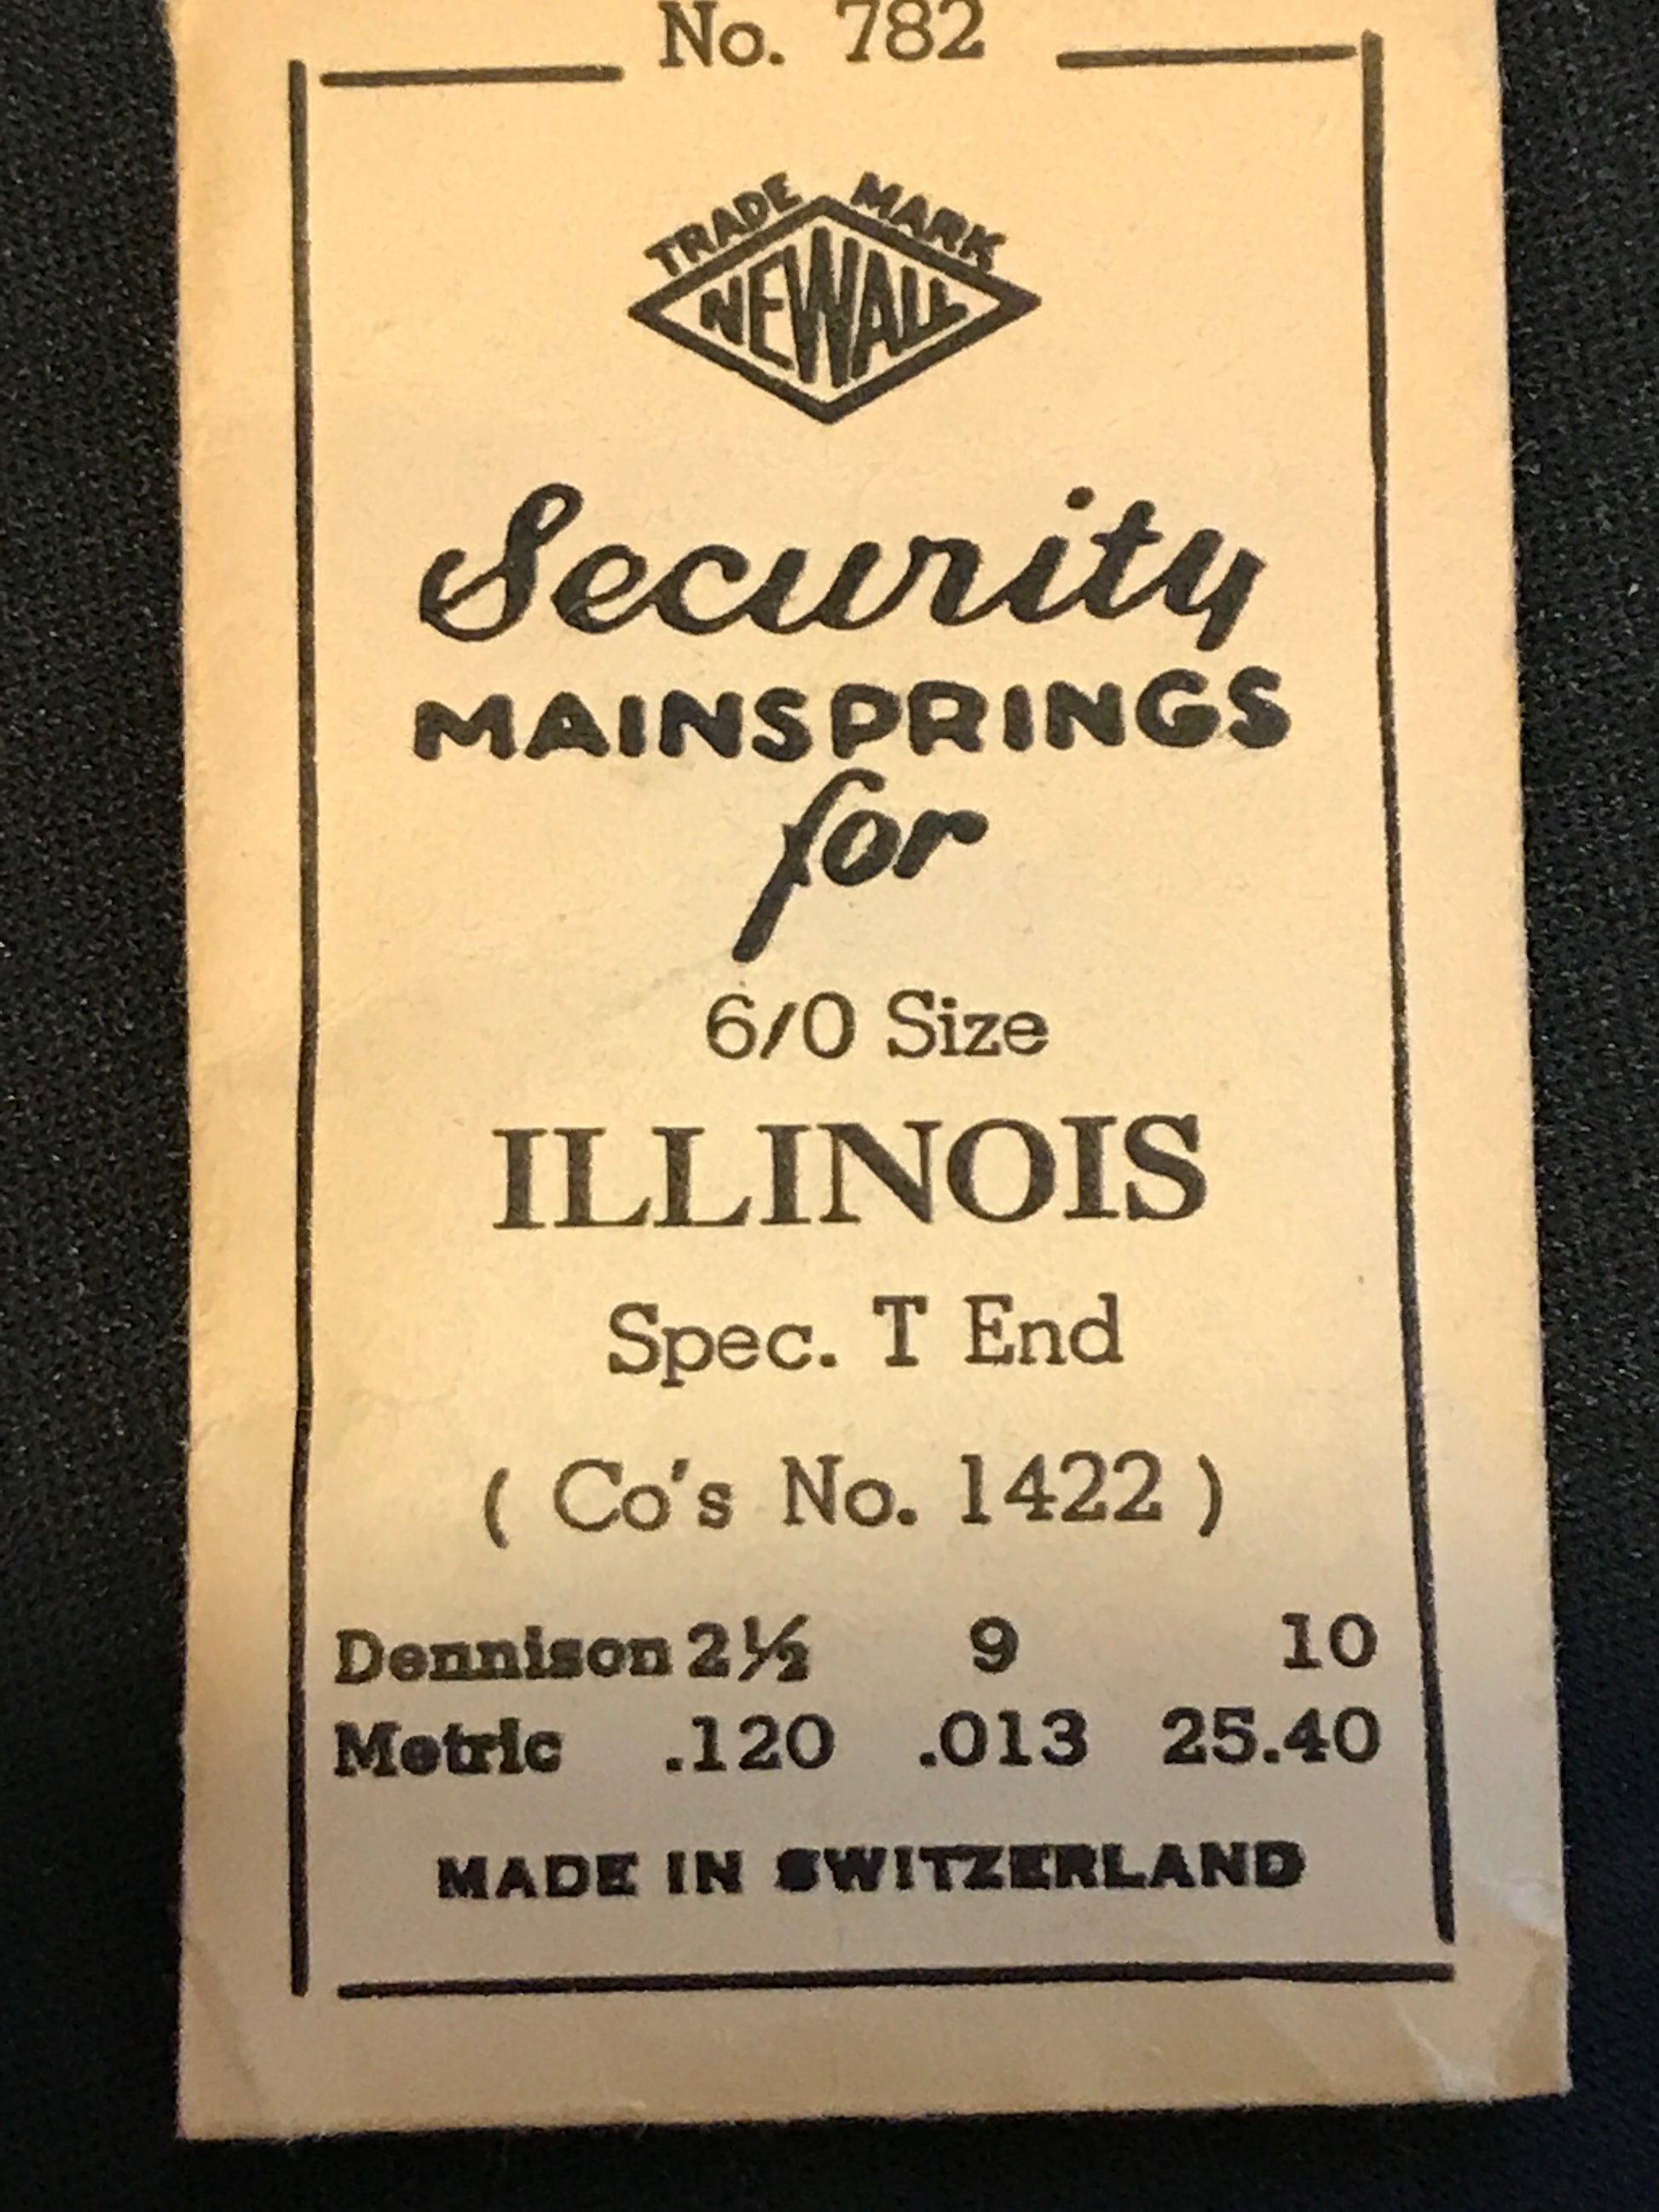 No. 782
TRADE MARK
NEWALL
Security
MAINSPRINGS
for
6/0 Size
ILLINOIS
Spec. T End
( Co's No. 1422 )
Dennison 2½ 9 10
Metric .120 .013 25.40
MADE IN SWITZERLAND